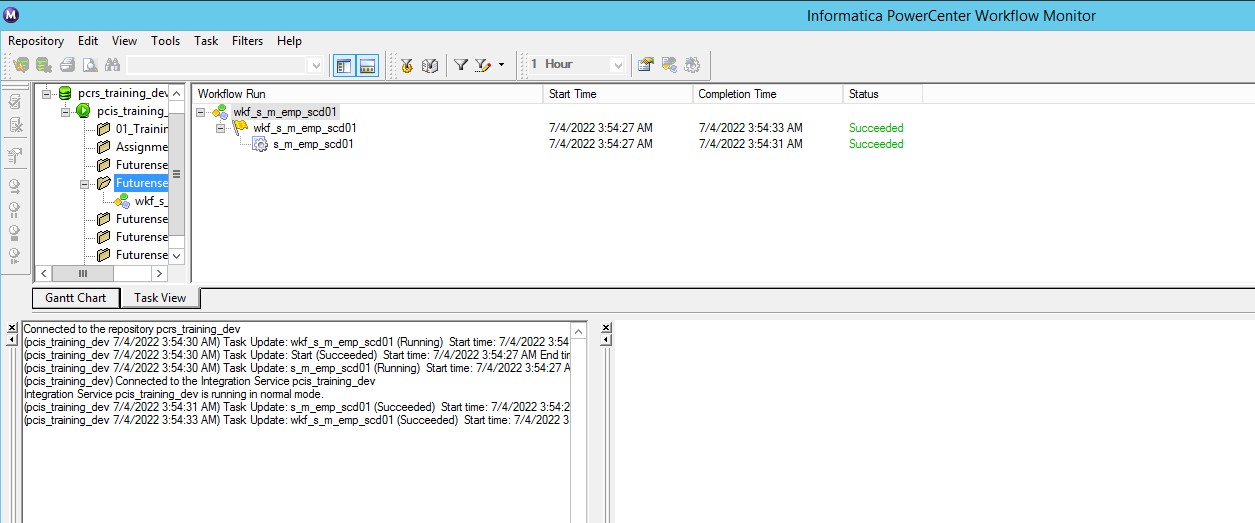 M
Informatica PowerCenter Workflow Monitor
Repository Edit View Tools Task Filters Help
1 Hour
pcrs_training_dev
pcis_training_
01_Trainin
Assignme
Futurense
Futurense
wkf_s_
Futurense
Futurense
Futurense
Workflow Run Start Time Completion Time Status
wkf_s_m_emp_scd01
wkf_s_m_emp_scd01 7/4/2022 3:54:27 AM 7/4/2022 3:54:33 AM Succeeded
s_m_emp_scd01 7/4/2022 3:54:27 AM 7/4/2022 3:54:31 AM Succeeded
Gantt Chart Task View
Connected to the repository pcrs_training_dev
(pcis_training_dev 7/4/2022 3:54:30 AM) Task Update: wkf_s_m_emp_scd01 (Running) Start time: 7/4/2022 3:54
(pcis_training_dev 7/4/2022 3:54:30 AM) Task Update: Start (Succeeded) Start time: 7/4/2022 3:54:27 AM End tim
(pcis_training_dev 7/4/2022 3:54:30 AM) Task Update: s_m_emp_scd01 (Running) Start time: 7/4/2022 3:54:27 A
(pcis_training_dev) Connected to the Integration Service pcis_training_dev
Integration Service pcis_training_dev is running in normal mode.
(pcis_training_dev 7/4/2022 3:54:31 AM) Task Update: s_m_emp_scd01 (Succeeded) Start time: 7/4/2022 3:54:2
(pcis_training_dev 7/4/2022 3:54:33 AM) Task Update: wkf_s_m_emp_scd01 (Succeeded) Start time: 7/4/2022 3